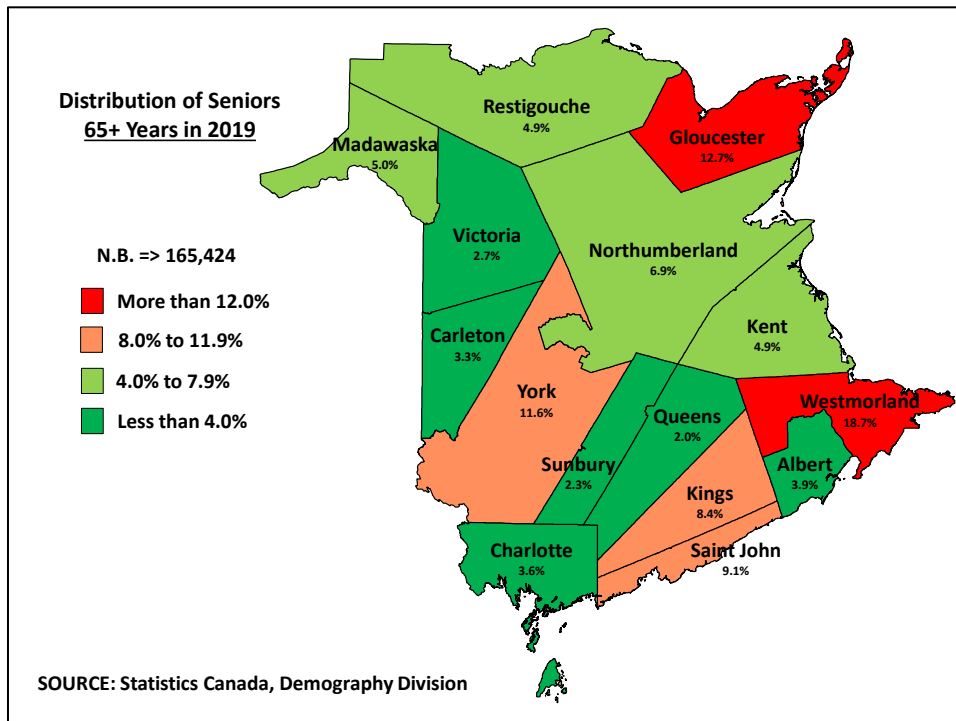 Distribution of Seniors
65+ Years in 2019
N.B. => 165,424
More than 12.0%
8.0% to 11.9%
4.0% to 7.9%
Less than 4.0%
Restigouche
4.9%
Gloucester
12.7%
Madawaska
5.0%
Victoria
2.7%
Northumberland
6.9%
Carleton
3.3%
Kent
4.9%
York
11.6%
Westmorland
18.7%
Queens
2.0%
Sunbury
2.3%
Albert
3.9%
Kings
8.4%
Charlotte
3.6%
Saint John
9.1%
SOURCE: Statistics Canada, Demography Division